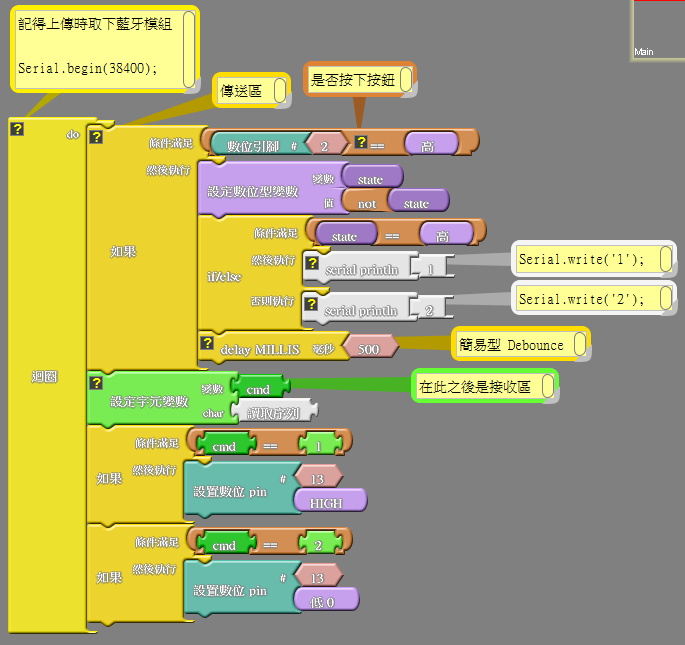 記得上傳時取下藍牙模組
Serial.begin(38400);
Main
傳送區
是否按下按鈕
do
條件滿足
數位引腳 # 2 == 高
然後執行
設定數位型變數
變數 state
值 not state
如果
條件滿足
state == 高
if/else
然後執行
serial println 1
Serial.write('1');
否則執行
serial println 2
Serial.write('2');
delay MILLIS 毫秒 500
簡易型 Debounce
迴圈
設定字元變數
變數 cmd
char 讀取序列
在此之後是接收區
條件滿足
cmd == 1
如果
然後執行
設置數位 pin
# 13
HIGH
條件滿足
cmd == 2
如果
然後執行
設置數位 pin
# 13
低 0